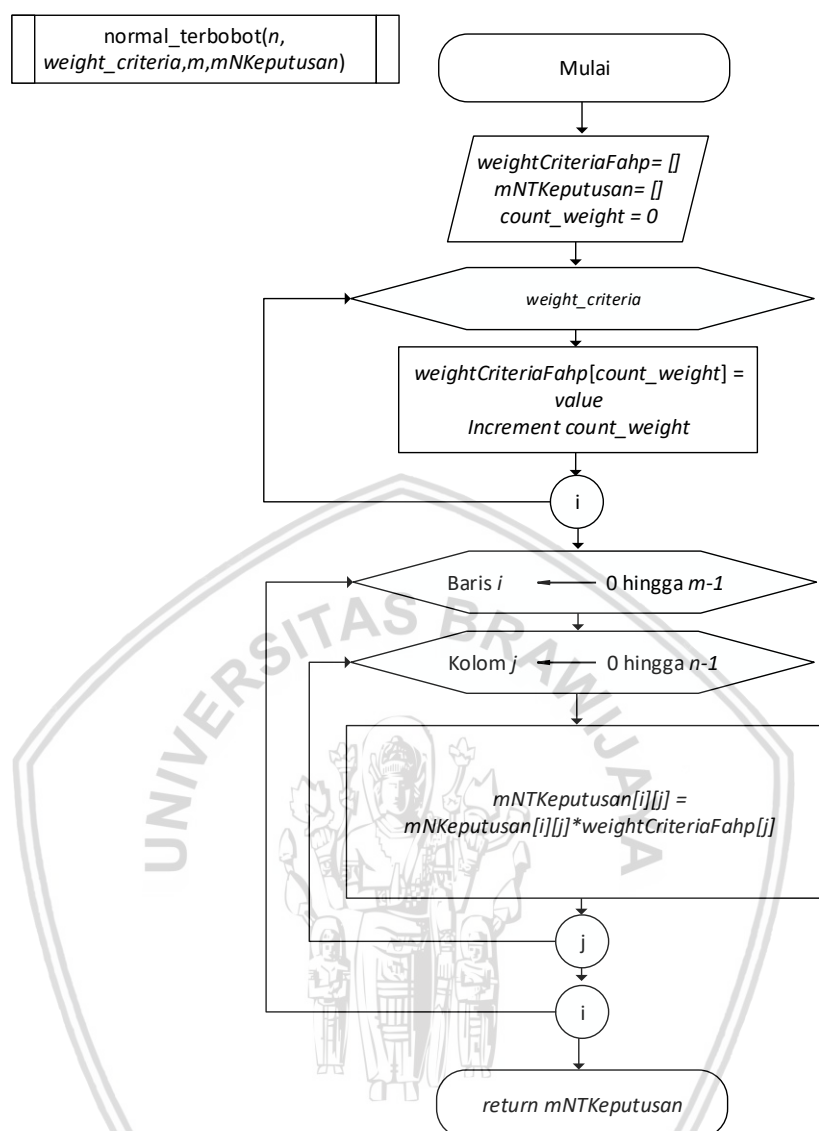 normal_terbobot(n,
weight_criteria,m,mNKeputusan)
Mulai
weightCriteriaFahp= []
mNTKeputusan= []
count_weight = 0
weight_criteria
weightCriteriaFahp[count_weight] =
value
Increment count_weight
i
Baris i 0 hingga m-1
Kolom j 0 hingga n-1
mNTKeputusan[i][j] =
mNKeputusan[i][j]*weightCriteriaFahp[j]
j
i
return mNTKeputusan
UNIVERSITAS BRAWIJAYA